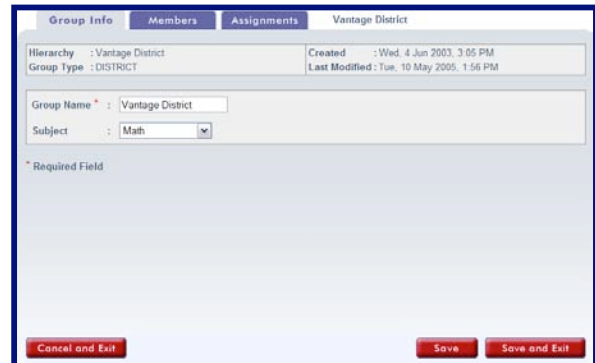 Group Info Members Assignments Vantage District
Hierarchy : Vantage District Created : Wed, 4 Jun 2003, 3:05 PM
Group Type : DISTRICT Last Modified : Tue, 10 May 2005, 1:56 PM
Group Name * : Vantage District
Subject : Math
* Required Field
Cancel and Exit Save Save and Exit